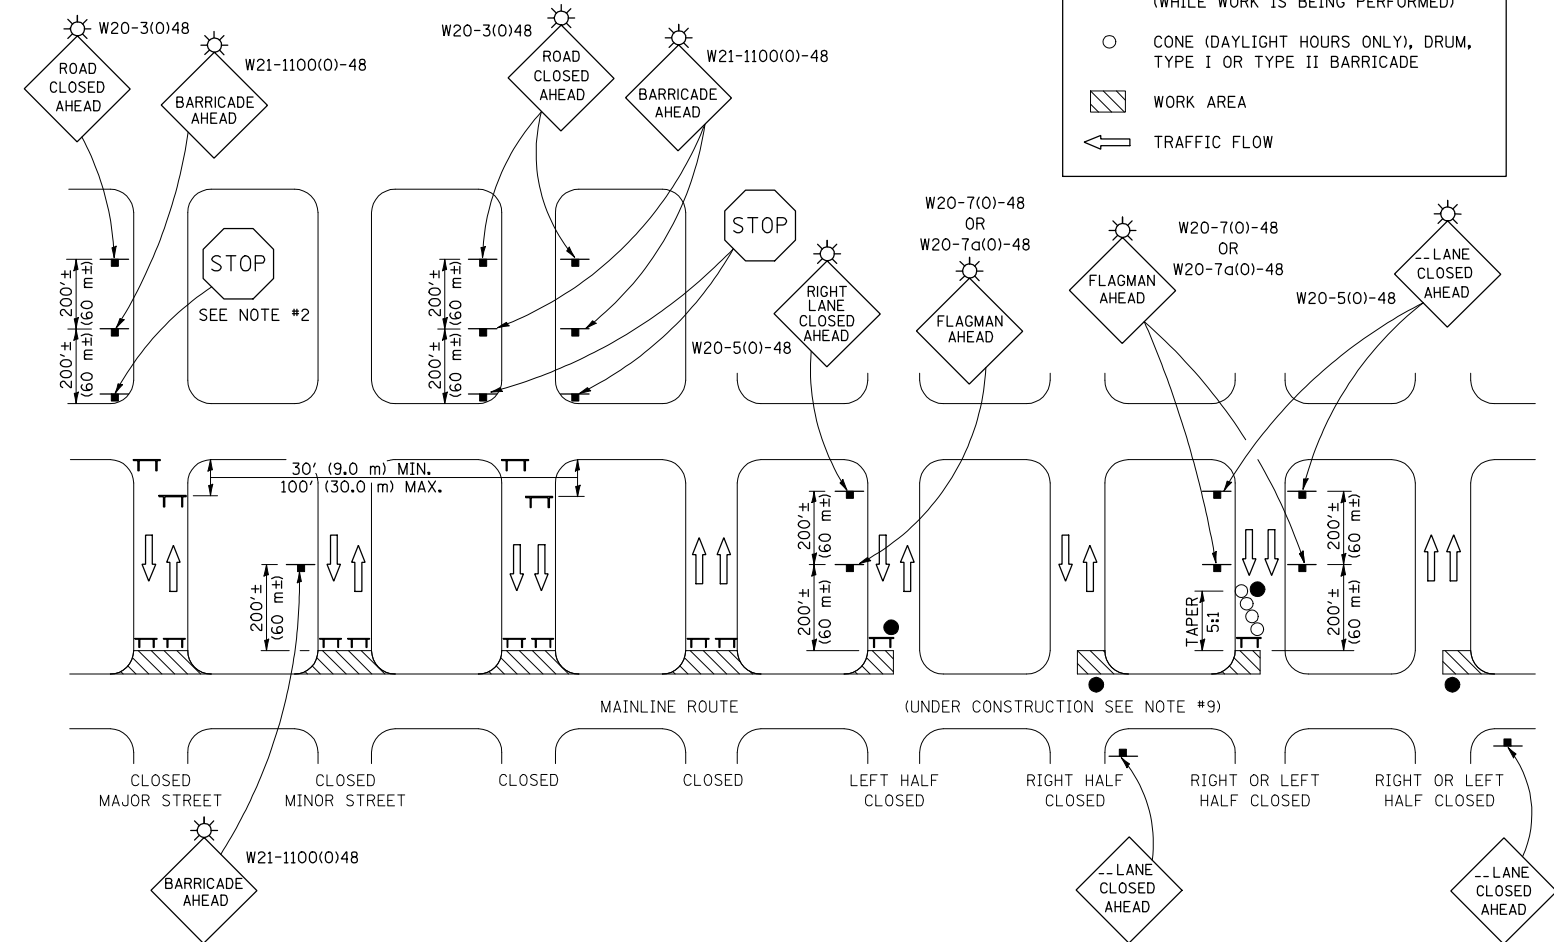 (WHILE WORK IS BEING PERFORMED)
CONE (DAYLIGHT HOURS ONLY), DRUM,
TYPE I OR TYPE II BARRICADE
WORK AREA
TRAFFIC FLOW
W20-3(0)48
ROAD
CLOSED
AHEAD
W21-1100(0)-48
BARRICADE
AHEAD
W20-3(0)48
ROAD
CLOSED
AHEAD
W21-1100(0)-48
BARRICADE
AHEAD
STOP
SEE NOTE #2
STOP
W20-7(0)-48
OR
W20-7a(0)-48
RIGHT
LANE
CLOSED
AHEAD
W20-5(0)-48
FLAGMAN
AHEAD
FLAGMAN
AHEAD
W20-7(0)-48
OR
W20-7a(0)-48
W20-5(0)-48
--LANE
CLOSED
AHEAD
200'±
(60 m±)
200'±
(60 m±)
200'±
(60 m±)
200'±
(60 m±)
30' (9.0 m) MIN.
100' (30.0 m) MAX.
200'±
(60 m±)
200'±
(60 m±)
200'±
(60 m±)
TAPER
5:1
200'±
(60 m±)
200'±
(60 m±)
MAINLINE ROUTE
(UNDER CONSTRUCTION SEE NOTE #9)
CLOSED
MAJOR STREET
CLOSED
MINOR STREET
CLOSED
CLOSED
LEFT HALF
CLOSED
RIGHT HALF
CLOSED
RIGHT OR LEFT
HALF CLOSED
RIGHT OR LEFT
HALF CLOSED
W21-1100(0)48
BARRICADE
AHEAD
--LANE
CLOSED
AHEAD
--LANE
CLOSED
AHEAD